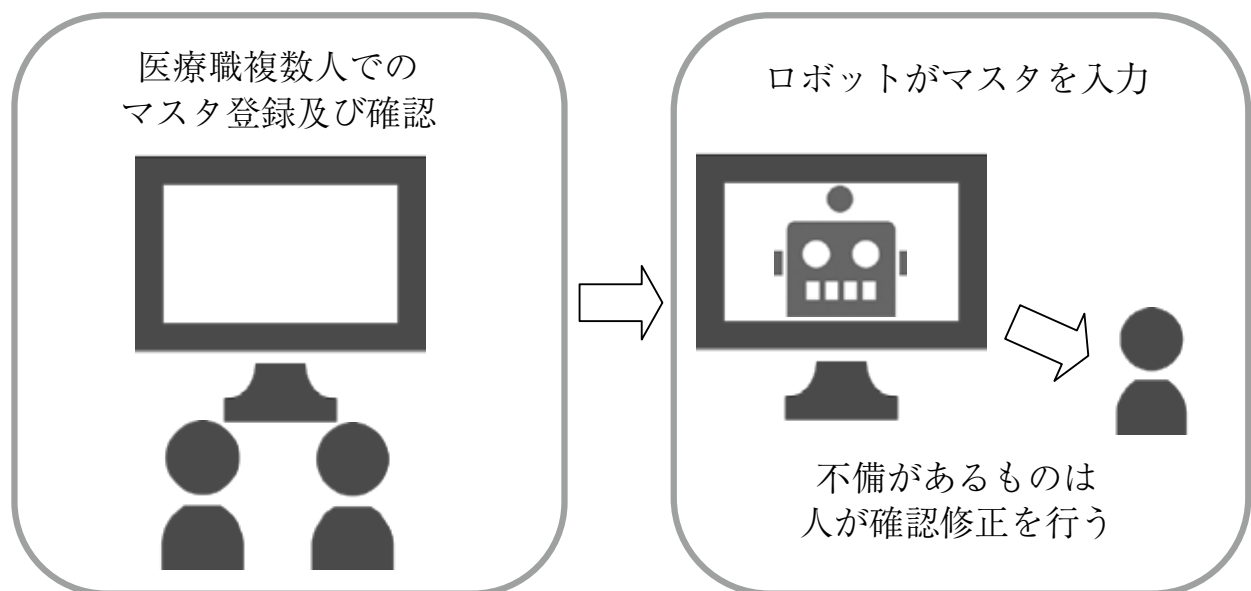 医療職複数人での
マスタ登録及び確認
ロボットがマスタを入力
不備があるものは
人が確認修正を行う